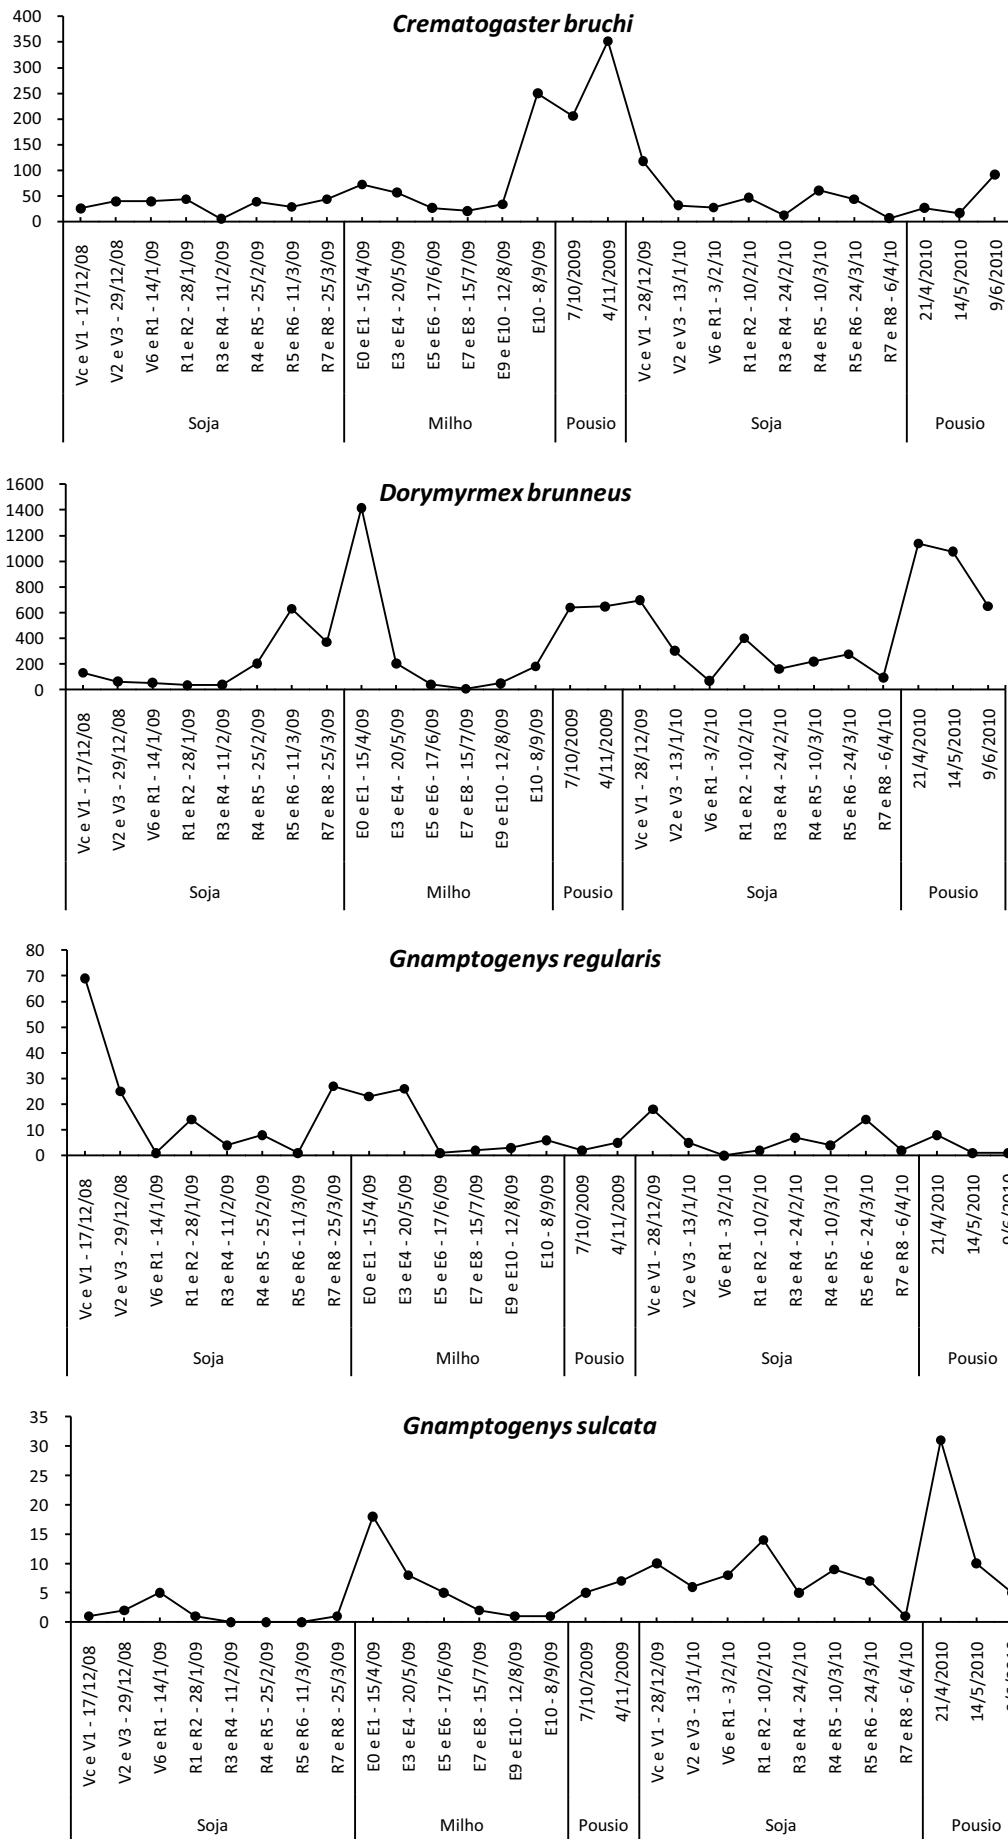 Crematogaster bruchi
400
350
300
250
200
150
100
50
0
Vc e V1 - 17/12/08
V2 e V3 - 29/12/08
V6 e R1 - 14/1/09
R1 e R2 - 28/1/09
R3 e R4 - 11/2/09
R4 e R5 - 25/2/09
R5 e R6 - 11/3/09
R7 e R8 - 25/3/09
E0 e E1 - 15/4/09
E3 e E4 - 20/5/09
E5 e E6 - 17/6/09
E7 e E8 - 15/7/09
E9 e E10 - 12/8/09
E10 - 8/9/09
7/10/2009
4/11/2009
Vc e V1 - 28/12/09
V2 e V3 - 13/1/10
V6 e R1 - 3/2/10
R1 e R2 - 10/2/10
R3 e R4 - 24/2/10
R4 e R5 - 10/3/10
R5 e R6 - 24/3/10
R7 e R8 - 6/4/10
21/4/2010
14/5/2010
9/6/2010
Soja
Milho
Pousio
Soja
Pousio
Dorymyrmex brunneus
1600
1400
1200
1000
800
600
400
200
0
Vc e V1 - 17/12/08
V2 e V3 - 29/12/08
V6 e R1 - 14/1/09
R1 e R2 - 28/1/09
R3 e R4 - 11/2/09
R4 e R5 - 25/2/09
R5 e R6 - 11/3/09
R7 e R8 - 25/3/09
E0 e E1 - 15/4/09
E3 e E4 - 20/5/09
E5 e E6 - 17/6/09
E7 e E8 - 15/7/09
E9 e E10 - 12/8/09
E10 - 8/9/09
7/10/2009
4/11/2009
Vc e V1 - 28/12/09
V2 e V3 - 13/1/10
V6 e R1 - 3/2/10
R1 e R2 - 10/2/10
R3 e R4 - 24/2/10
R4 e R5 - 10/3/10
R5 e R6 - 24/3/10
R7 e R8 - 6/4/10
21/4/2010
14/5/2010
9/6/2010
Soja
Milho
Pousio
Soja
Pousio
Gnamptogenys regularis
80
70
60
50
40
30
20
10
0
Vc e V1 - 17/12/08
V2 e V3 - 29/12/08
V6 e R1 - 14/1/09
R1 e R2 - 28/1/09
R3 e R4 - 11/2/09
R4 e R5 - 25/2/09
R5 e R6 - 11/3/09
R7 e R8 - 25/3/09
E0 e E1 - 15/4/09
E3 e E4 - 20/5/09
E5 e E6 - 17/6/09
E7 e E8 - 15/7/09
E9 e E10 - 12/8/09
E10 - 8/9/09
7/10/2009
4/11/2009
Vc e V1 - 28/12/09
V2 e V3 - 13/1/10
V6 e R1 - 3/2/10
R1 e R2 - 10/2/10
R3 e R4 - 24/2/10
R4 e R5 - 10/3/10
R5 e R6 - 24/3/10
R7 e R8 - 6/4/10
21/4/2010
14/5/2010
9/6/2010
Soja
Milho
Pousio
Soja
Pousio
Gnamptogenys sulcata
35
30
25
20
15
10
5
0
Vc e V1 - 17/12/08
V2 e V3 - 29/12/08
V6 e R1 - 14/1/09
R1 e R2 - 28/1/09
R3 e R4 - 11/2/09
R4 e R5 - 25/2/09
R5 e R6 - 11/3/09
R7 e R8 - 25/3/09
E0 e E1 - 15/4/09
E3 e E4 - 20/5/09
E5 e E6 - 17/6/09
E7 e E8 - 15/7/09
E9 e E10 - 12/8/09
E10 - 8/9/09
7/10/2009
4/11/2009
Vc e V1 - 28/12/09
V2 e V3 - 13/1/10
V6 e R1 - 3/2/10
R1 e R2 - 10/2/10
R3 e R4 - 24/2/10
R4 e R5 - 10/3/10
R5 e R6 - 24/3/10
R7 e R8 - 6/4/10
21/4/2010
14/5/2010
Soja
Milho
Pousio
Soja
Pousio